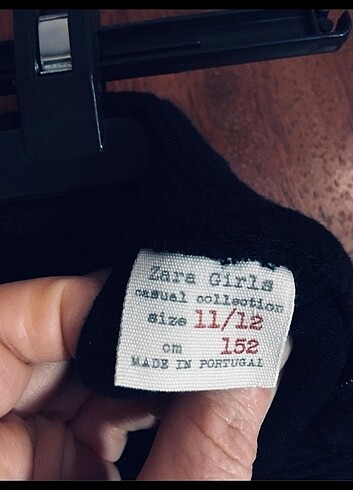 Zara Girls
casual collection
size 11/12
cm 152
MADE IN PORTUGAL